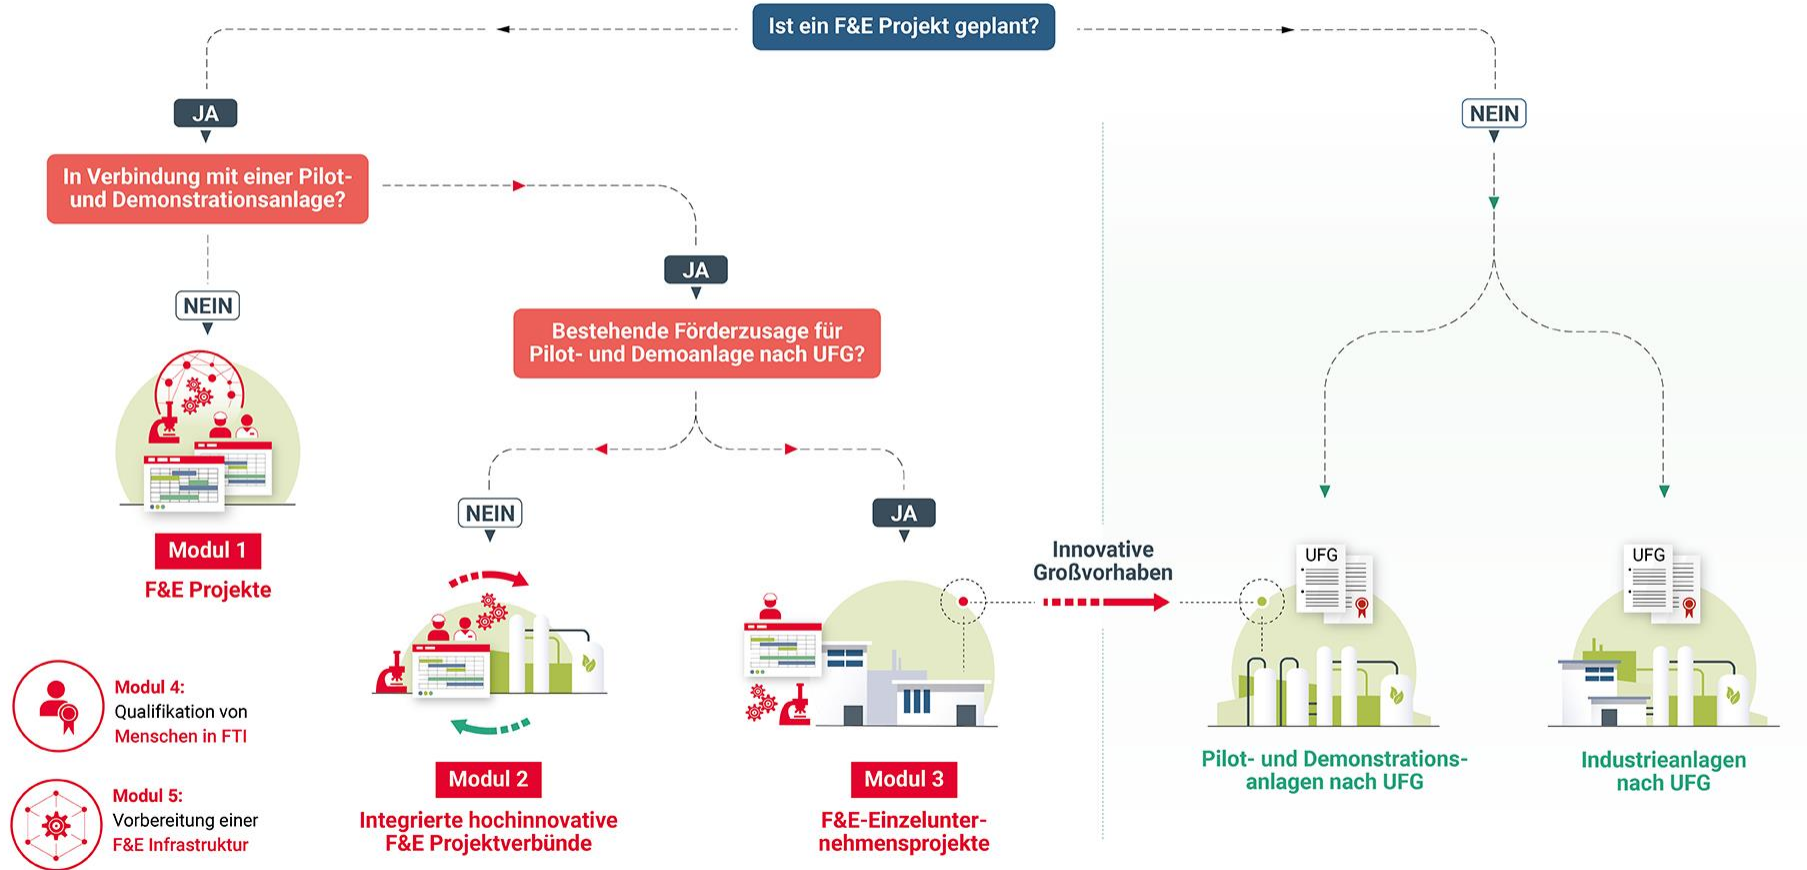 Ist ein F&E Projekt geplant?
JA
NEIN
In Verbindung mit einer Pilot-
und Demonstrationsanlage?
JA
NEIN
Bestehende Förderzusage für
Pilot- und Demoanlage nach UFG?
NEIN
JA
Modul 1
F&E Projekte
Innovative
Großvorhaben
UFG
UFG
Modul 4:
Qualifikation von
Menschen in FTI
Modul 5:
Vorbereitung einer
F&E Infrastruktur
Modul 2
Integrierte hochinnovative
F&E Projektverbünde
Modul 3
F&E-Einzelunter-
nehmensprojekte
Pilot- und Demonstrations-
anlagen nach UFG
Industrieanlagen
nach UFG